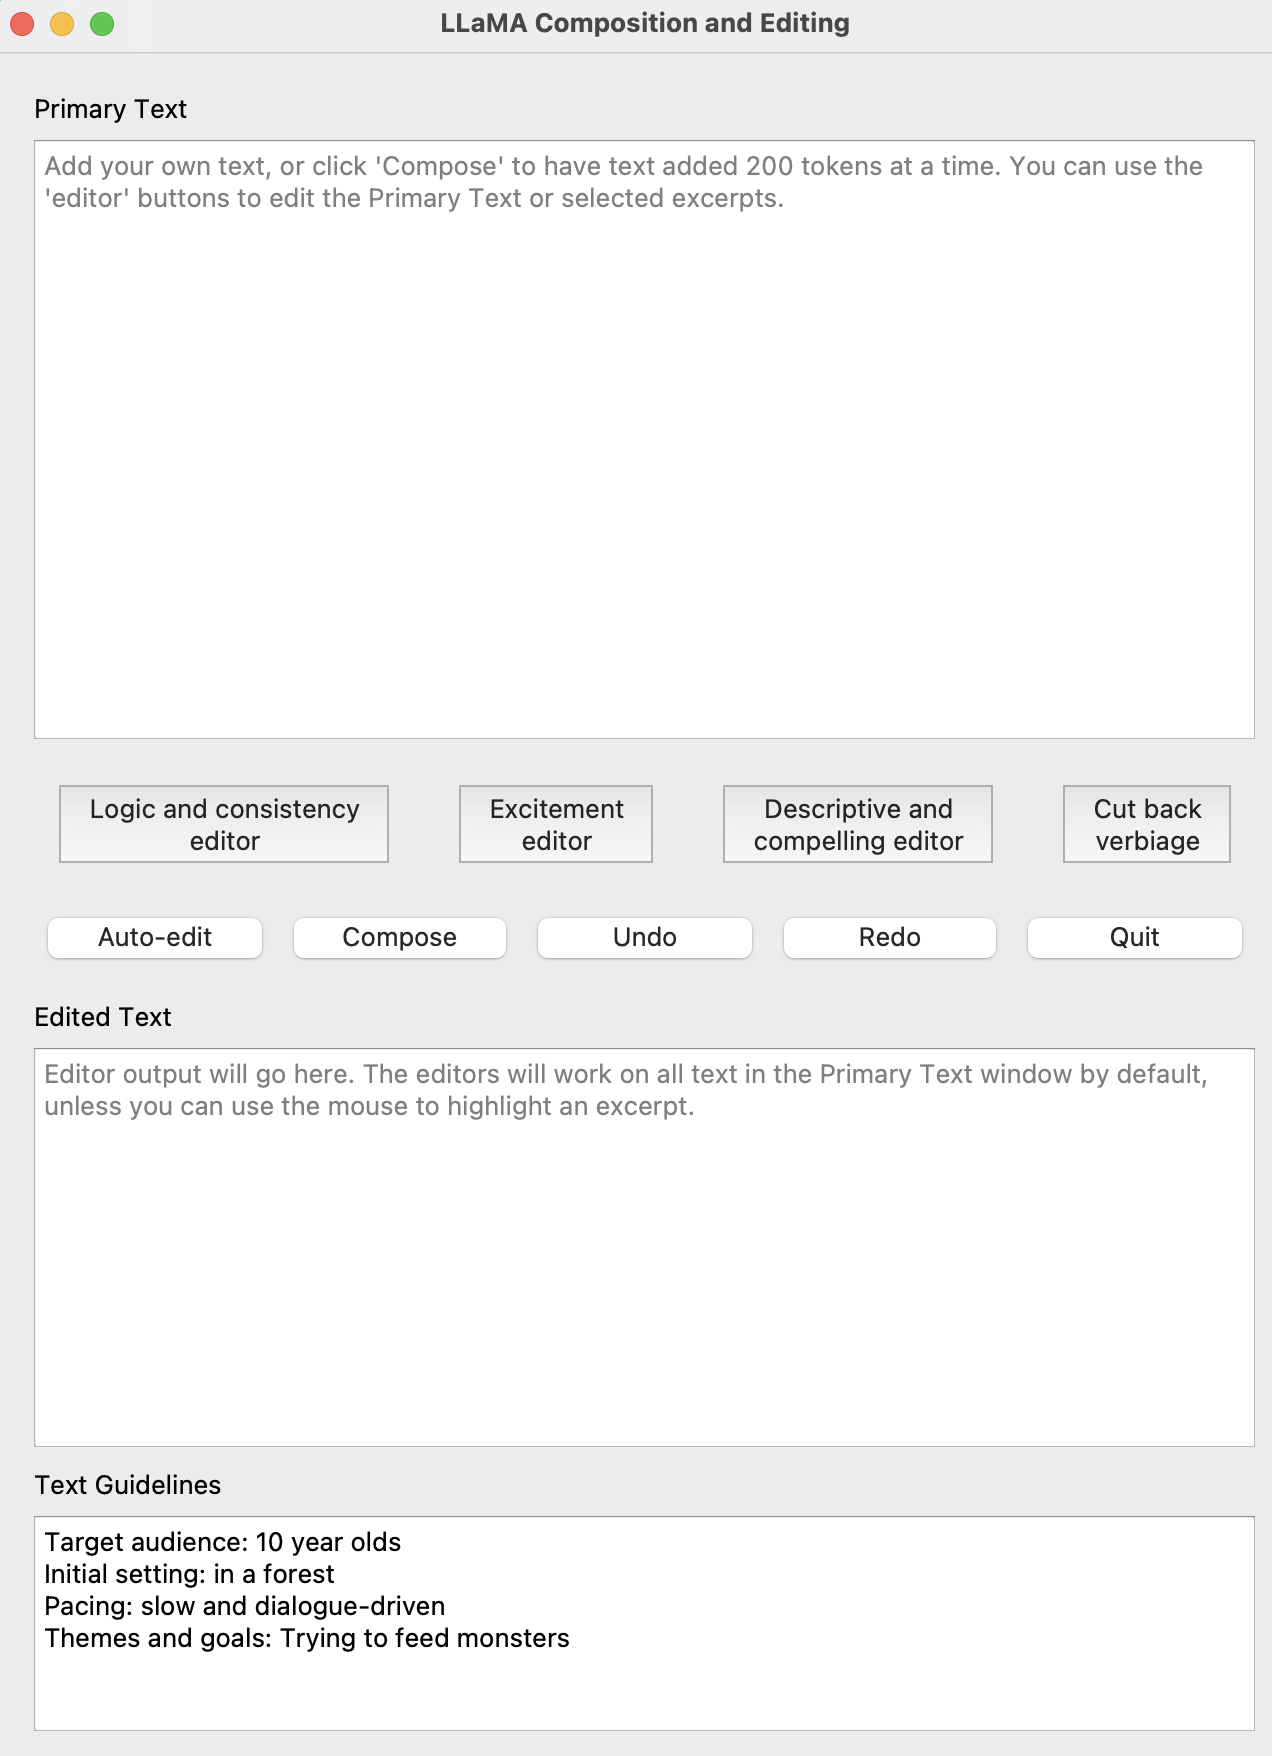 LLaMA Composition and Editing
Primary Text
Add your own text, or click 'Compose' to have text added 200 tokens at a time. You can use the
'editor' buttons to edit the Primary Text or selected excerpts.
Logic and consistency
editor
Excitement
editor
Descriptive and
compelling editor
Cut back
verbiage
Auto-edit
Compose
Undo
Redo
Quit
Edited Text
Editor output will go here. The editors will work on all text in the Primary Text window by default,
unless you can use the mouse to highlight an excerpt.
Text Guidelines
Target audience: 10 year olds
Initial setting: in a forest
Pacing: slow and dialogue-driven
Themes and goals: Trying to feed monsters